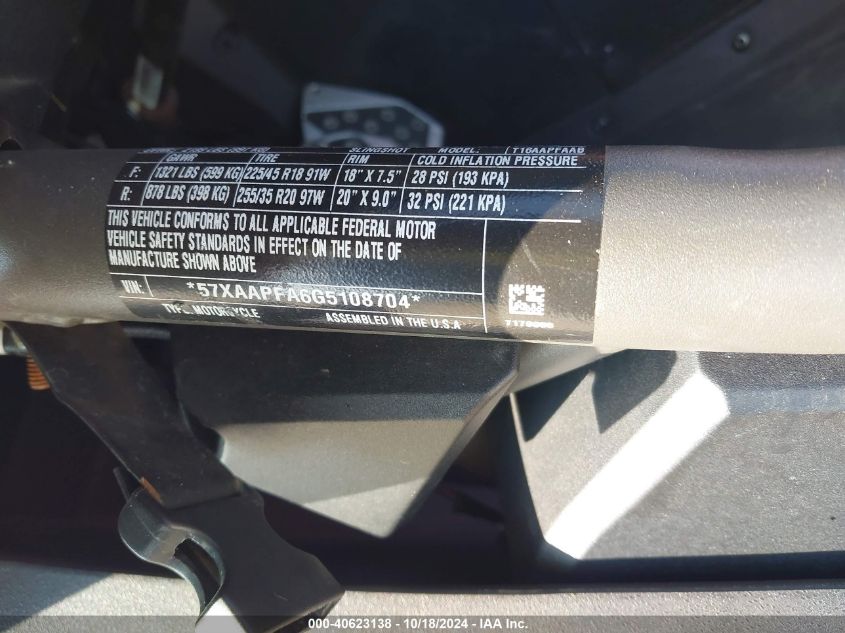 SLINGSHOT MODEL: T16AAPFAAB
GAWR TIRE RIM COLD INFLATION PRESSURE
F: 1321 LBS (599 KG) 225/45 R18 91W 18" X 7.5" 28 PSI (193 KPA)
R: 878 LBS (398 KG) 255/35 R20 97W 20" X 9.0" 32 PSI (221 KPA)
THIS VEHICLE CONFORMS TO ALL APPLICABLE FEDERAL MOTOR
VEHICLE SAFETY STANDARDS IN EFFECT ON THE DATE OF
MANUFACTURE SHOWN ABOVE
VIN: *57XAAPFA6G5108704*
TYPE: MOTORCYCLE ASSEMBLED IN THE U.S.A
000-40623138 - 10/18/2024 - IAA Inc.